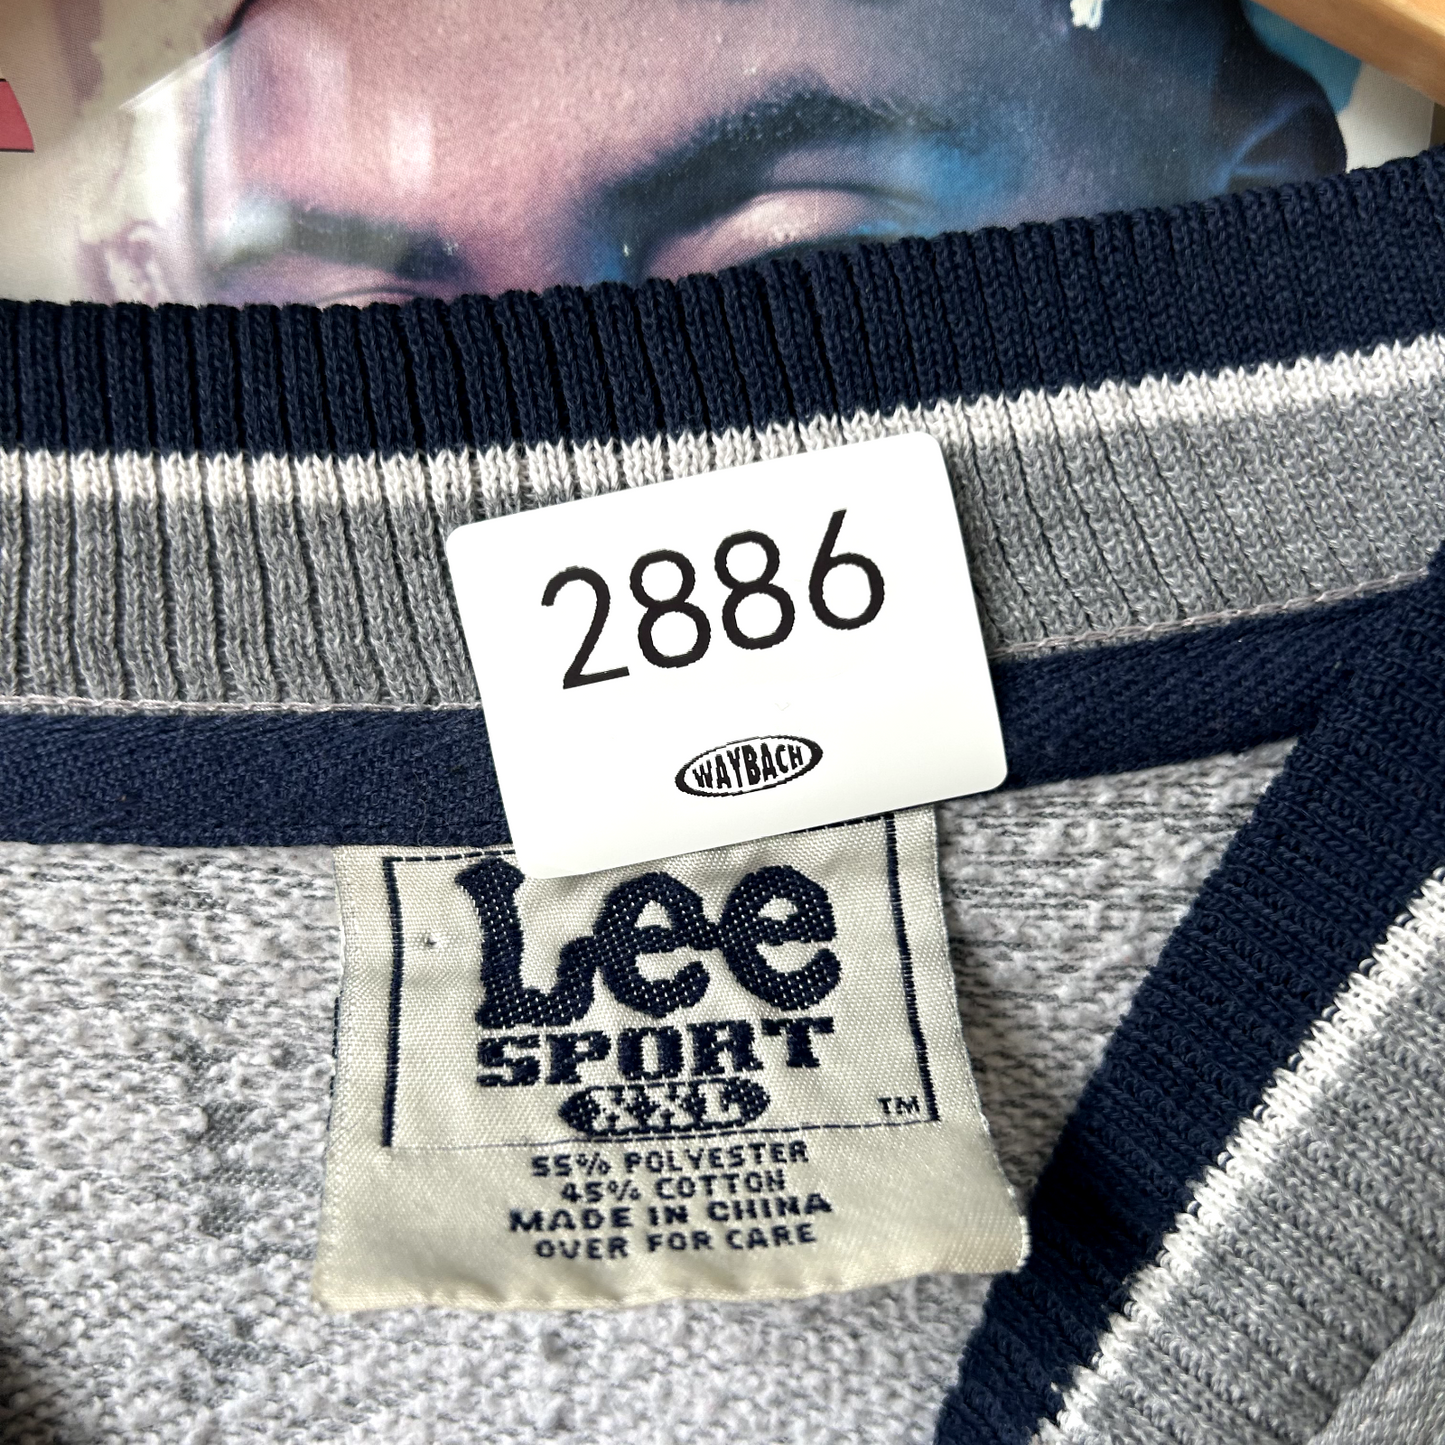 2886
WAYBACH
Lee
SPORT
XXL
TM
55% POLYESTER
45% COTTON
MADE IN CHINA
OVER FOR CARE